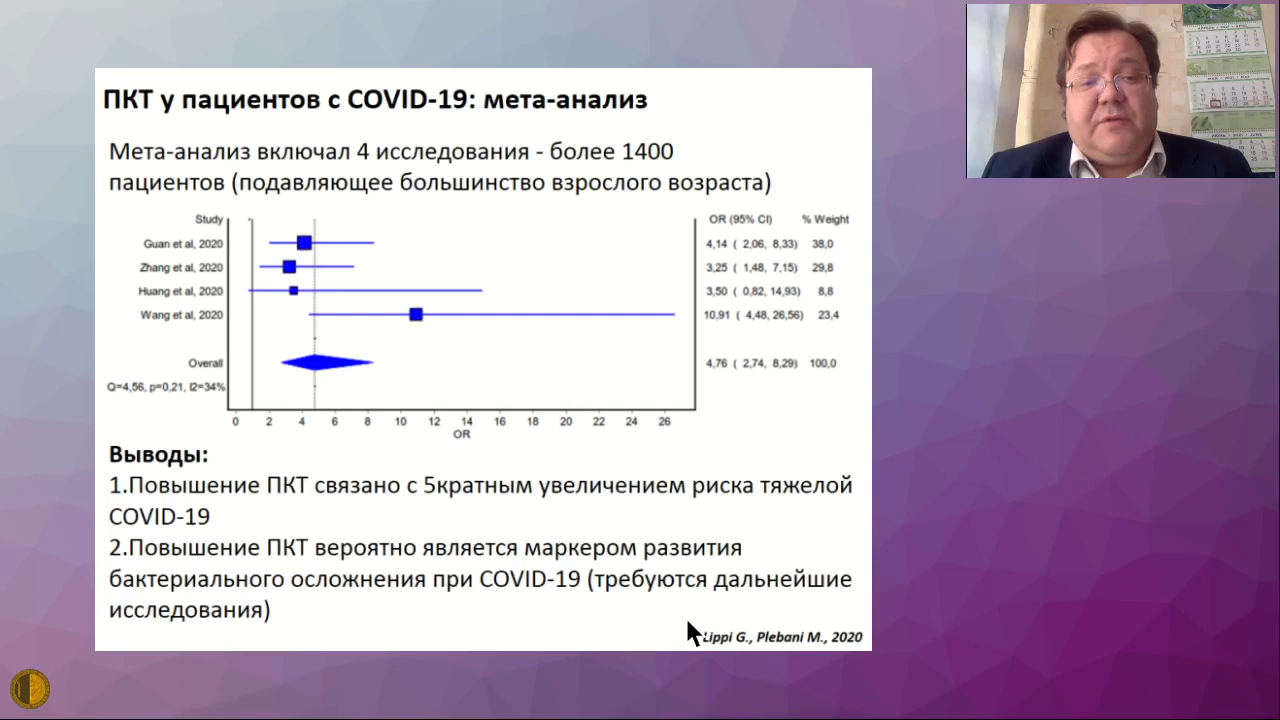 ПКТ у пациентов с COVID-19: мета-анализ
Мета-анализ включал 4 исследования - более 1400
пациентов (подавляющее большинство взрослого возраста)
Study OR (95% CI) % Weight
Guan et al, 2020 4,14 ( 2,06, 8,33) 38,0
Zhang et al, 2020 3,25 ( 1,48, 7,15) 29,8
Huang et al, 2020 3,50 ( 0,82, 14,93) 8,8
Wang et al, 2020 10,91 ( 4,48, 26,56) 23,4
Overall 4,76 ( 2,74, 8,29) 100,0
Q=4,56, p=0,21, I2=34%
0 2 4 6 8 10 12 14 16 18 20 22 24 26
OR
Выводы:
1.Повышение ПКТ связано с 5кратным увеличением риска тяжелой
COVID-19
2.Повышение ПКТ вероятно является маркером развития
бактериального осложнения при COVID-19 (требуются дальнейшие
исследования)
Lippi G., Plebani M., 2020